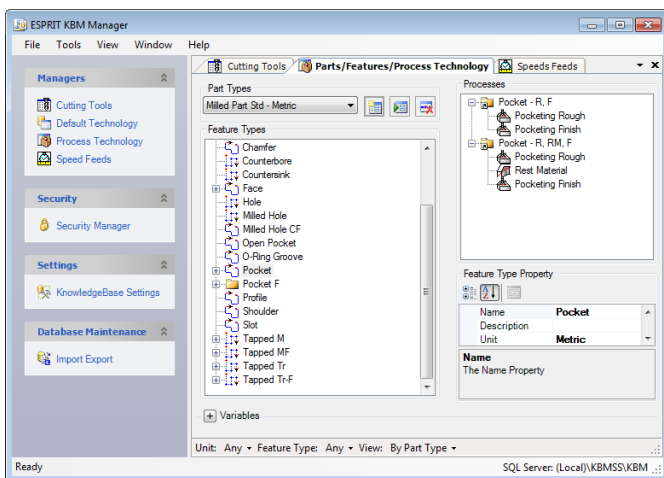 ESPRIT KBM Manager
File Tools View Window Help
Managers
Cutting Tools
Default Technology
Process Technology
Speed Feeds
Security
Security Manager
Settings
KnowledgeBase Settings
Database Maintenance
Import Export
Cutting Tools Parts/Features/Process Technology Speeds Feeds
Part Types
Milled Part Std - Metric
Feature Types
Chamfer
Counterbore
Countersink
Face
Hole
Milled Hole
Milled Hole CF
Open Pocket
O-Ring Groove
Pocket
Pocket F
Profile
Shoulder
Slot
Tapped M
Tapped MF
Tapped Tr
Tapped Tr-F
Variables
Processes
Pocket - R, F
Pocketing Rough
Pocketing Finish
Pocket - R, RM, F
Pocketing Rough
Rest Material
Pocketing Finish
Feature Type Property
Name Pocket
Description
Unit Metric
Name
The Name Property
Unit: Any Feature Type: Any View: By Part Type
Ready SQL Server: (Local)\KBMSS\KBM